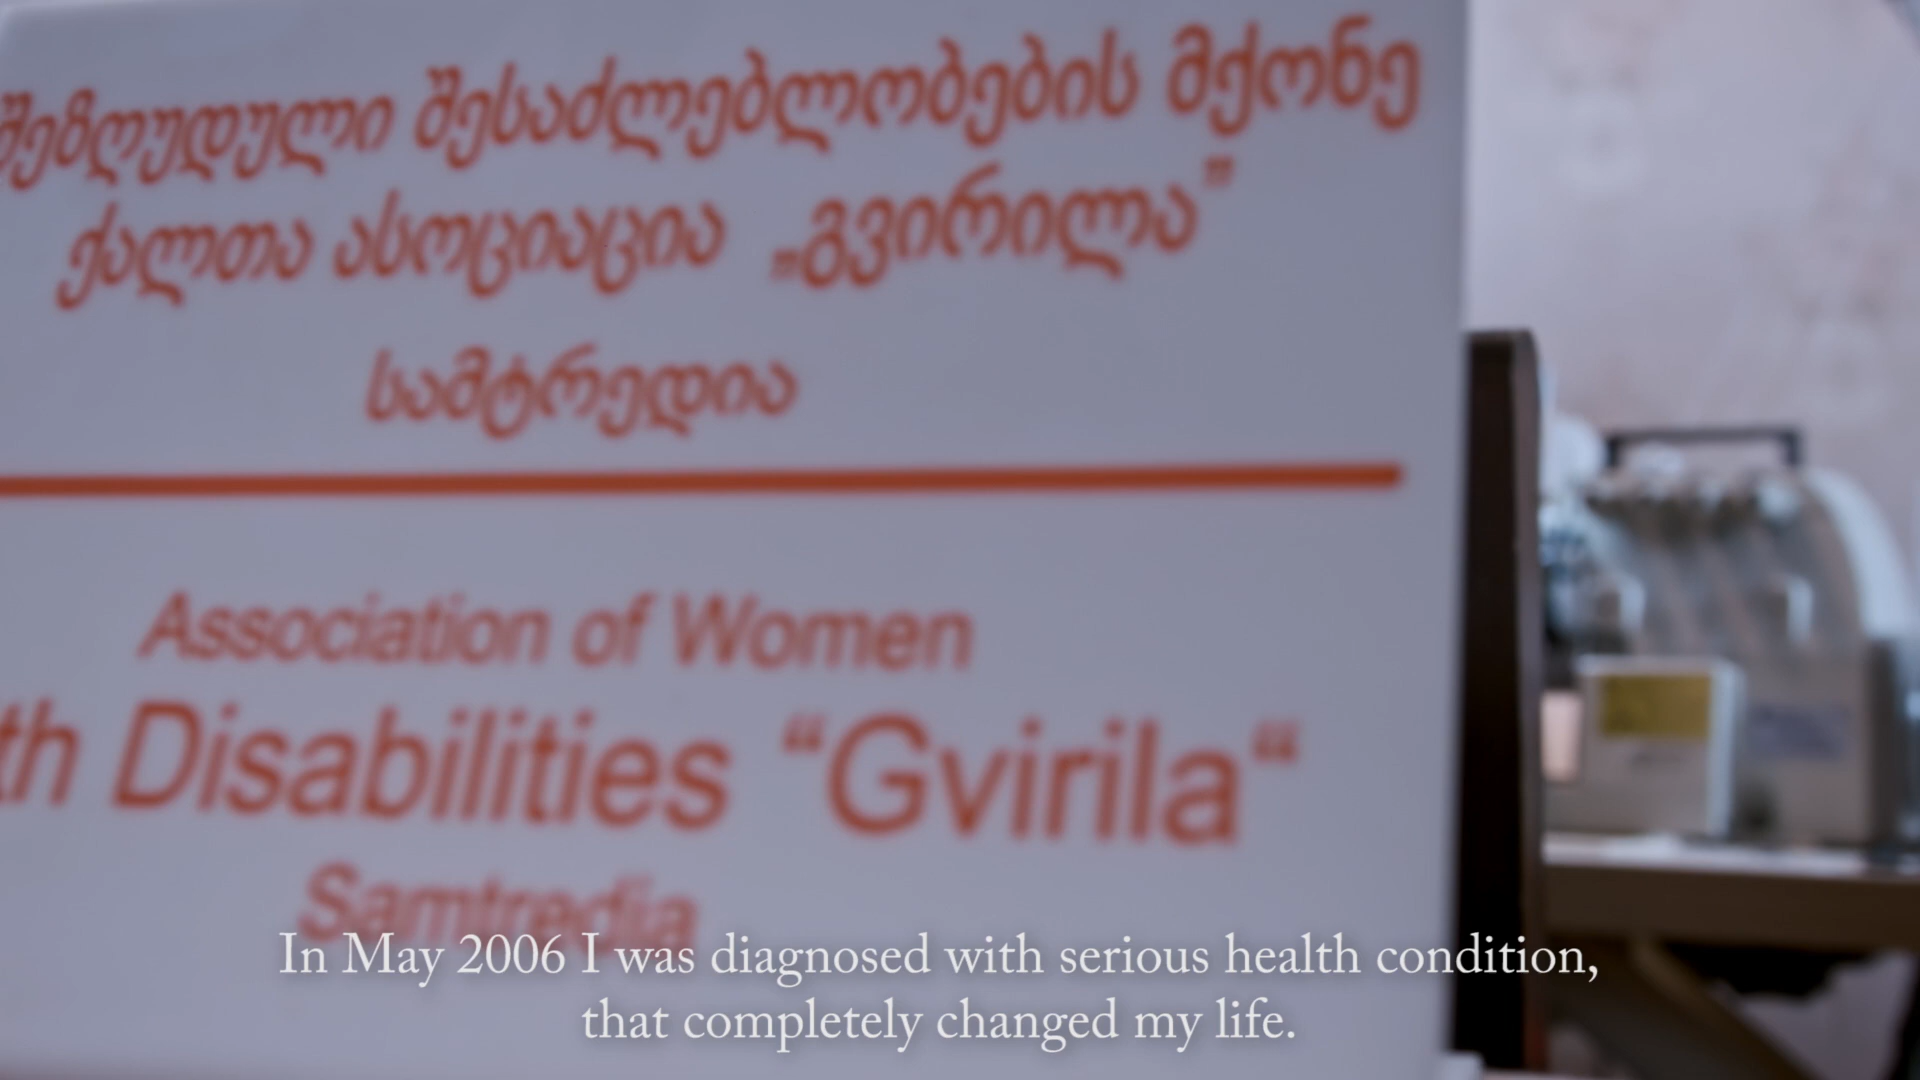 შეზღუდული შესაძლებლობების მქონე
ქალთა ასოციაცია „გვირილა”
სამტრედია
Association of Women
th Disabilities “Gvirila“
Samtredia
In May 2006 I was diagnosed with serious health condition,
that completely changed my life.